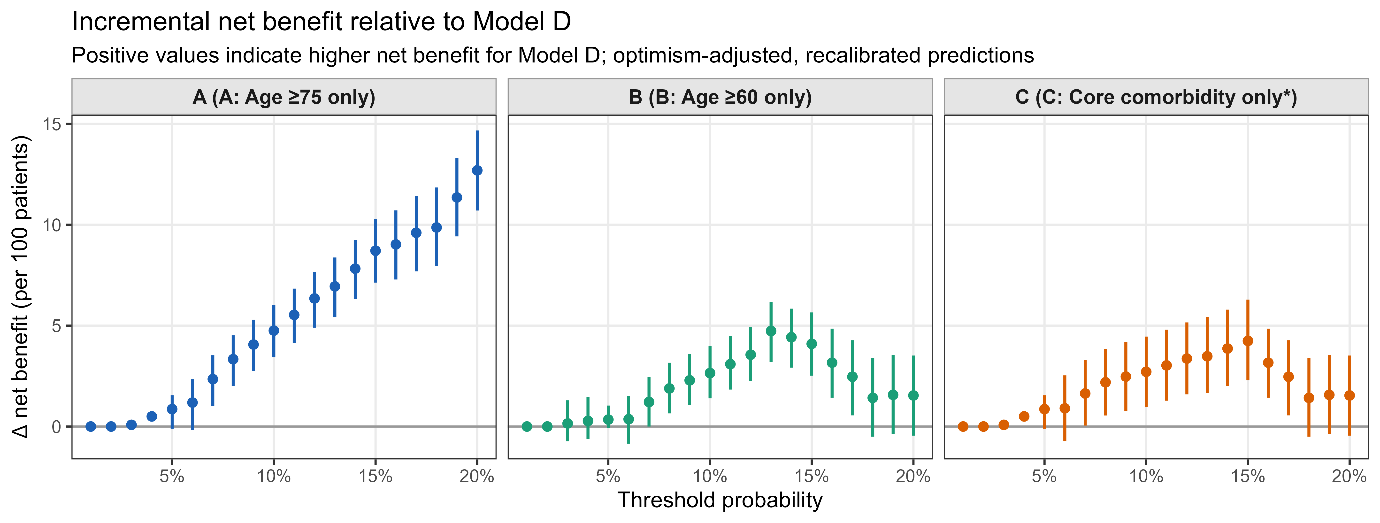 Incremental net benefit relative to Model D
Positive values indicate higher net benefit for Model D; optimism-adjusted, recalibrated predictions
A (A: Age ≥75 only)
B (B: Age ≥60 only)
C (C: Core comorbidity only*)
Δ net benefit (per 100 patients)
15
10
5
0
5% 10% 15% 20%
5% 10% 15% 20%
5% 10% 15% 20%
Threshold probability